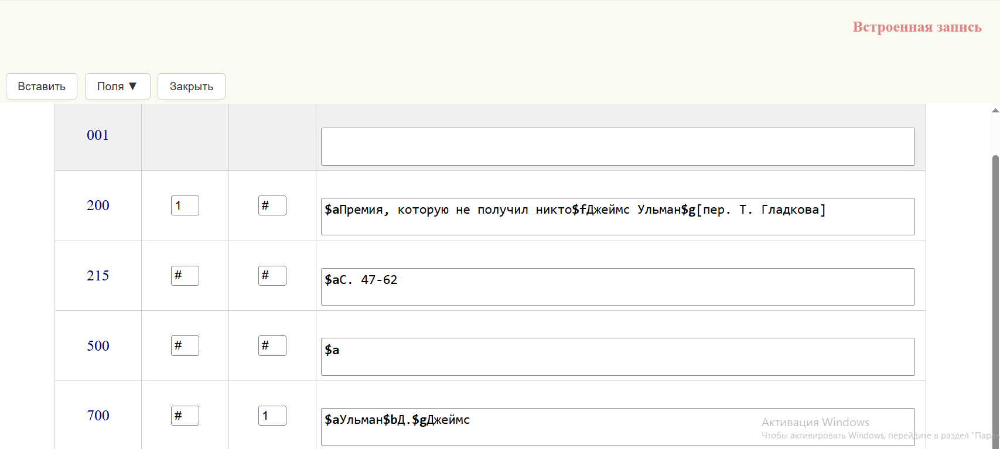 Встроенная запись
Вставить Поля ▼ Закрыть
001
200 1 # $aПремия, которую не получил никто$fДжеймс Ульман$g[пер. Т. Гладкова]
215 # # $aС. 47-62
500 # # $a
700 # 1 $aУльман$bД.$gДжеймс
Активация Windows
Чтобы активировать Windows, перейдите в раздел "Пара